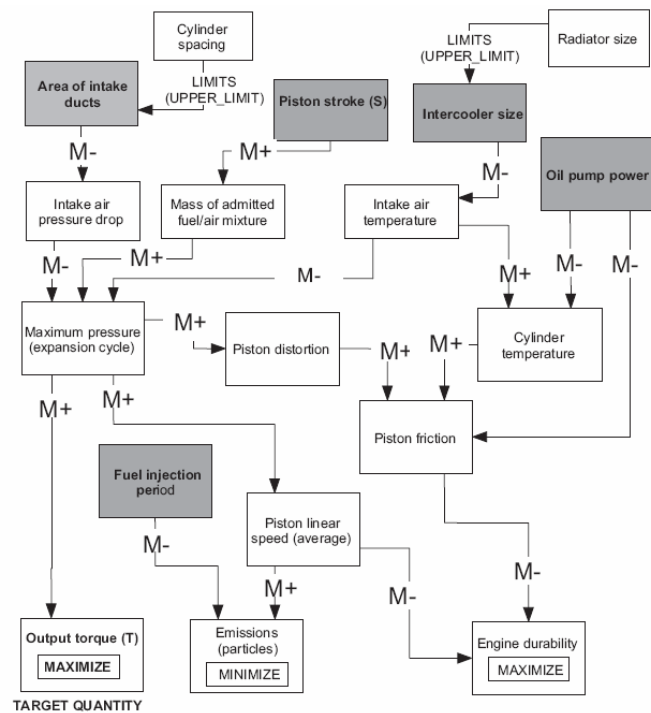 Cylinder
spacing
LIMITS
(UPPER_LIMIT)
Radiator size
LIMITS
(UPPER_LIMIT)
Area of intake
ducts
Piston stroke (S)
Intercooler size
Oil pump power
M-
M+
M-
Intake air
pressure drop
Mass of admitted
fuel/air mixture
Intake air
temperature
M-
M+
M-
M+
M-
M-
Maximum pressure
(expansion cycle)
M+
Piston distortion
M+
M+
Cylinder
temperature
M+
M+
Piston friction
Fuel injection
period
Piston linear
speed (average)
M-
M+
M-
M-
Output torque (T)
MAXIMIZE
Emissions
(particles)
MINIMIZE
Engine durability
MAXIMIZE
TARGET QUANTITY